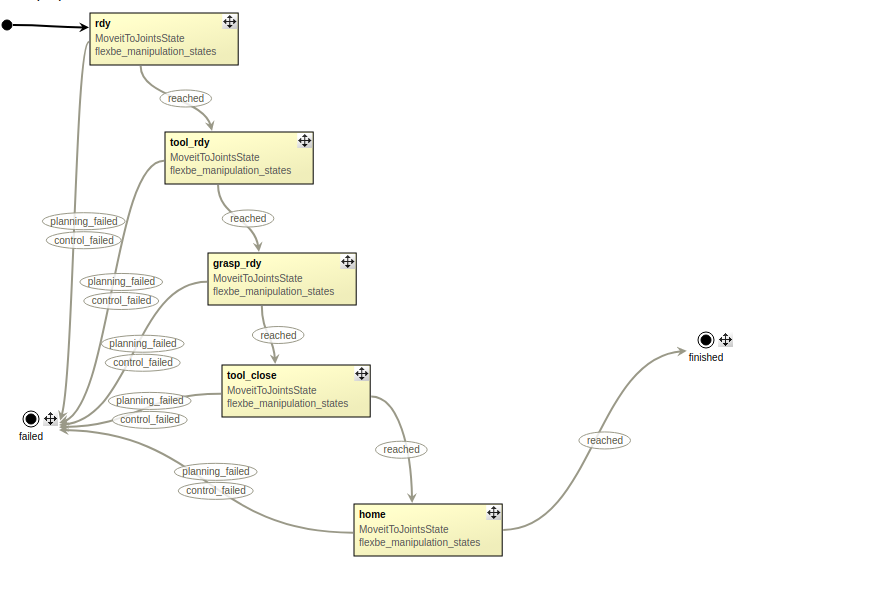 rdy
MoveitToJointsState
flexbe_manipulation_states
reached
tool_rdy
MoveitToJointsState
flexbe_manipulation_states
planning_failed
control_failed
reached
grasp_rdy
MoveitToJointsState
flexbe_manipulation_states
planning_failed
control_failed
reached
planning_failed
control_failed
finished
tool_close
MoveitToJointsState
flexbe_manipulation_states
planning_failed
control_failed
failed
reached
reached
planning_failed
control_failed
home
MoveitToJointsState
flexbe_manipulation_states